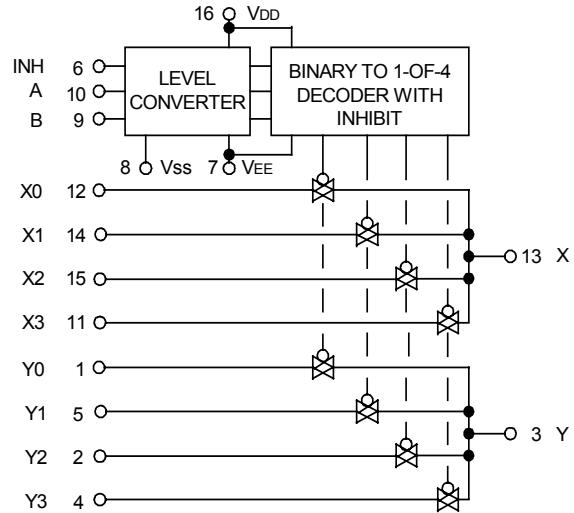 16 VDD
INH 6
A 10
B 9
LEVEL
CONVERTER
BINARY TO 1-OF-4
DECODER WITH
INHIBIT
8 Vss
7 VEE
X0 12
X1 14
X2 15
X3 11
13 X
Y0 1
Y1 5
Y2 2
Y3 4
3 Y